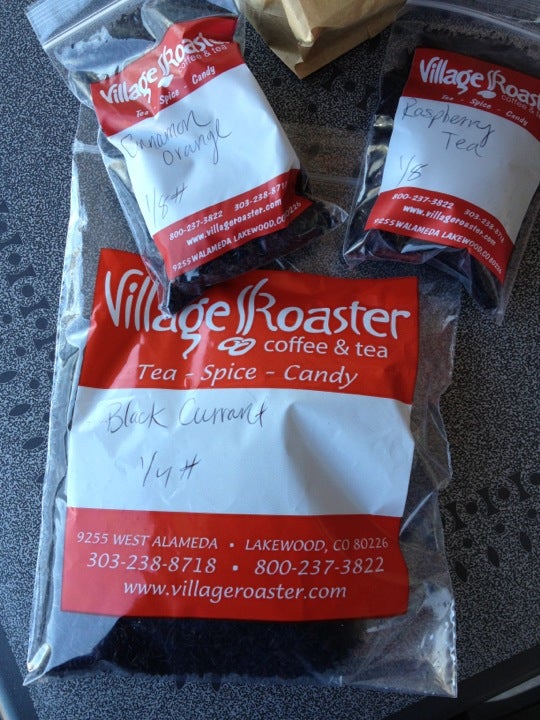 Village Roaster
coffee & tea
Tea - Spice - Candy
Cinnamon
Orange
1/8 #
800-237-3822 303-238-8718
www.villageroaster.com
9255 W ALAMEDA LAKEWOOD, CO 80226
Village Roaster
coffee & tea
Tea - Spice - Candy
Raspberry
Tea
1/8
800-237-3822 303-238-8718
www.villageroaster.com
9255 W ALAMEDA LAKEWOOD, CO 80226
Village Roaster
coffee & tea
Tea - Spice - Candy
Black Currant
1/4 #
9255 WEST ALAMEDA • LAKEWOOD, CO 80226
303-238-8718 • 800-237-3822
www.villageroaster.com